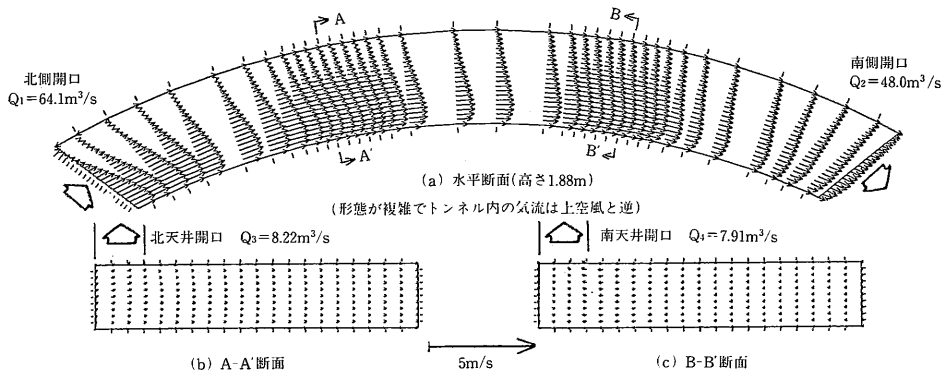 A
B
北側開口
Q₁=64.1m³/s
南側開口
Q₂=48.0m³/s
A'
B'
(a) 水平断面(高さ1.88m)
(形態が複雑でトンネル内の気流は上空風と逆)
北天井開口 Q₃=8.22m³/s
南天井開口 Q₄=7.91m³/s
(b) A-A'断面
5m/s
(c) B-B'断面